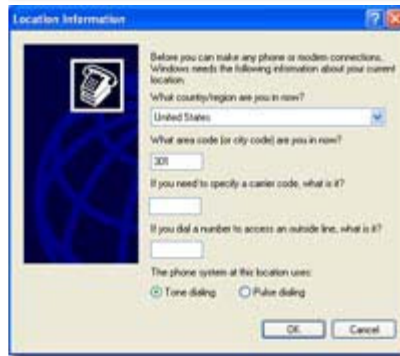 Location Information
Before you can make any phone or modem connections,
Windows needs the following information about your current
location.
What country/region are you in now?
United States
What area code (or city code) are you in now?
301
If you need to specify a carrier code, what is it?
If you dial a number to access an outside line, what is it?
The phone system at this location uses:
Tone dialing Pulse dialing
OK Cancel